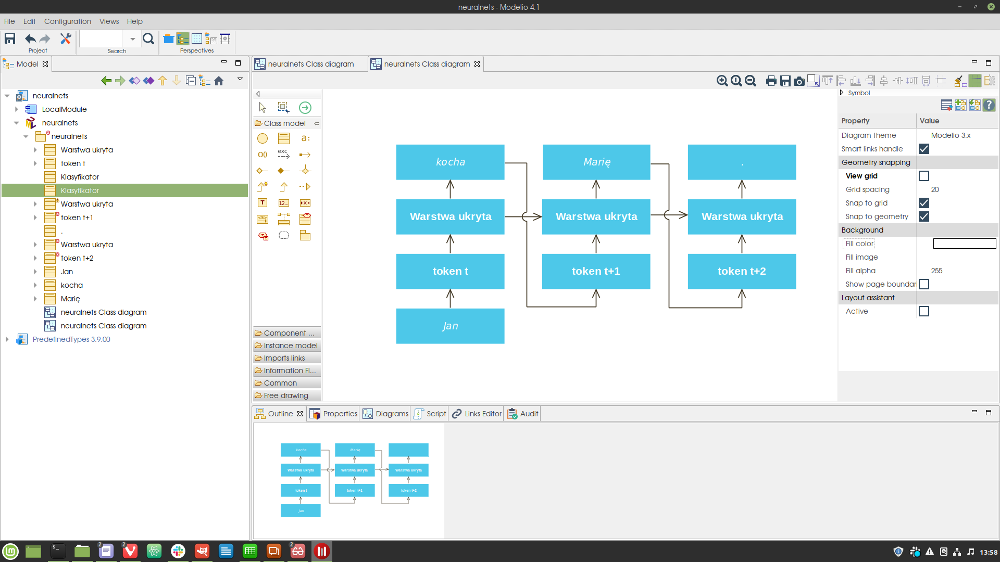 neuralnets - Modelio 4.1
File Edit Configuration Views Help
Project
Search
Perspectives
Model
neuralnets
LocalModule
neuralnets
neuralnets
Warstwa ukryta
token t
Klasyfikator
Klasyfikator
Warstwa ukryta
token t+1
.
Warstwa ukryta
token t+2
Jan
kocha
Marię
neuralnets Class diagram
neuralnets Class diagram
PredefinedTypes 3.9.00
neuralnets Class diagram
neuralnets Class diagram
Class model
a:
O()
exc
T
12...
X
<S>
Component ...
Instance model
Imports links
Information Fl...
Common
Free drawing
kocha
Marię
.
Warstwa ukryta
Warstwa ukryta
Warstwa ukryta
token t
token t+1
token t+2
Jan
Symbol
Property Value
Diagram theme Modelio 3.x
Smart links handle
Geometry snapping
View grid
Grid spacing 20
Snap to grid
Snap to geometry
Background
Fill color
Fill image
Fill alpha 255
Show page boundar
Layout assistant
Active
Outline
Properties
Diagrams
Script
Links Editor
Audit
kocha
Marię
Warstwa ukryta
Warstwa ukryta
Warstwa ukryta
token t
token t+1
token t+2
Jan
2
2
2
13:58